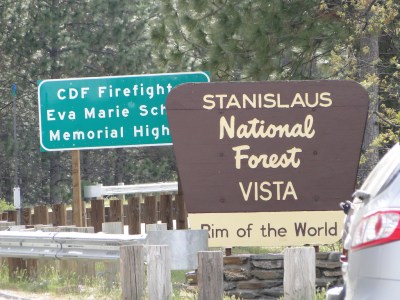 CDF Firefight
Eva Marie Sch
Memorial High
STANISLAUS
National
Forest
VISTA
Rim of the World